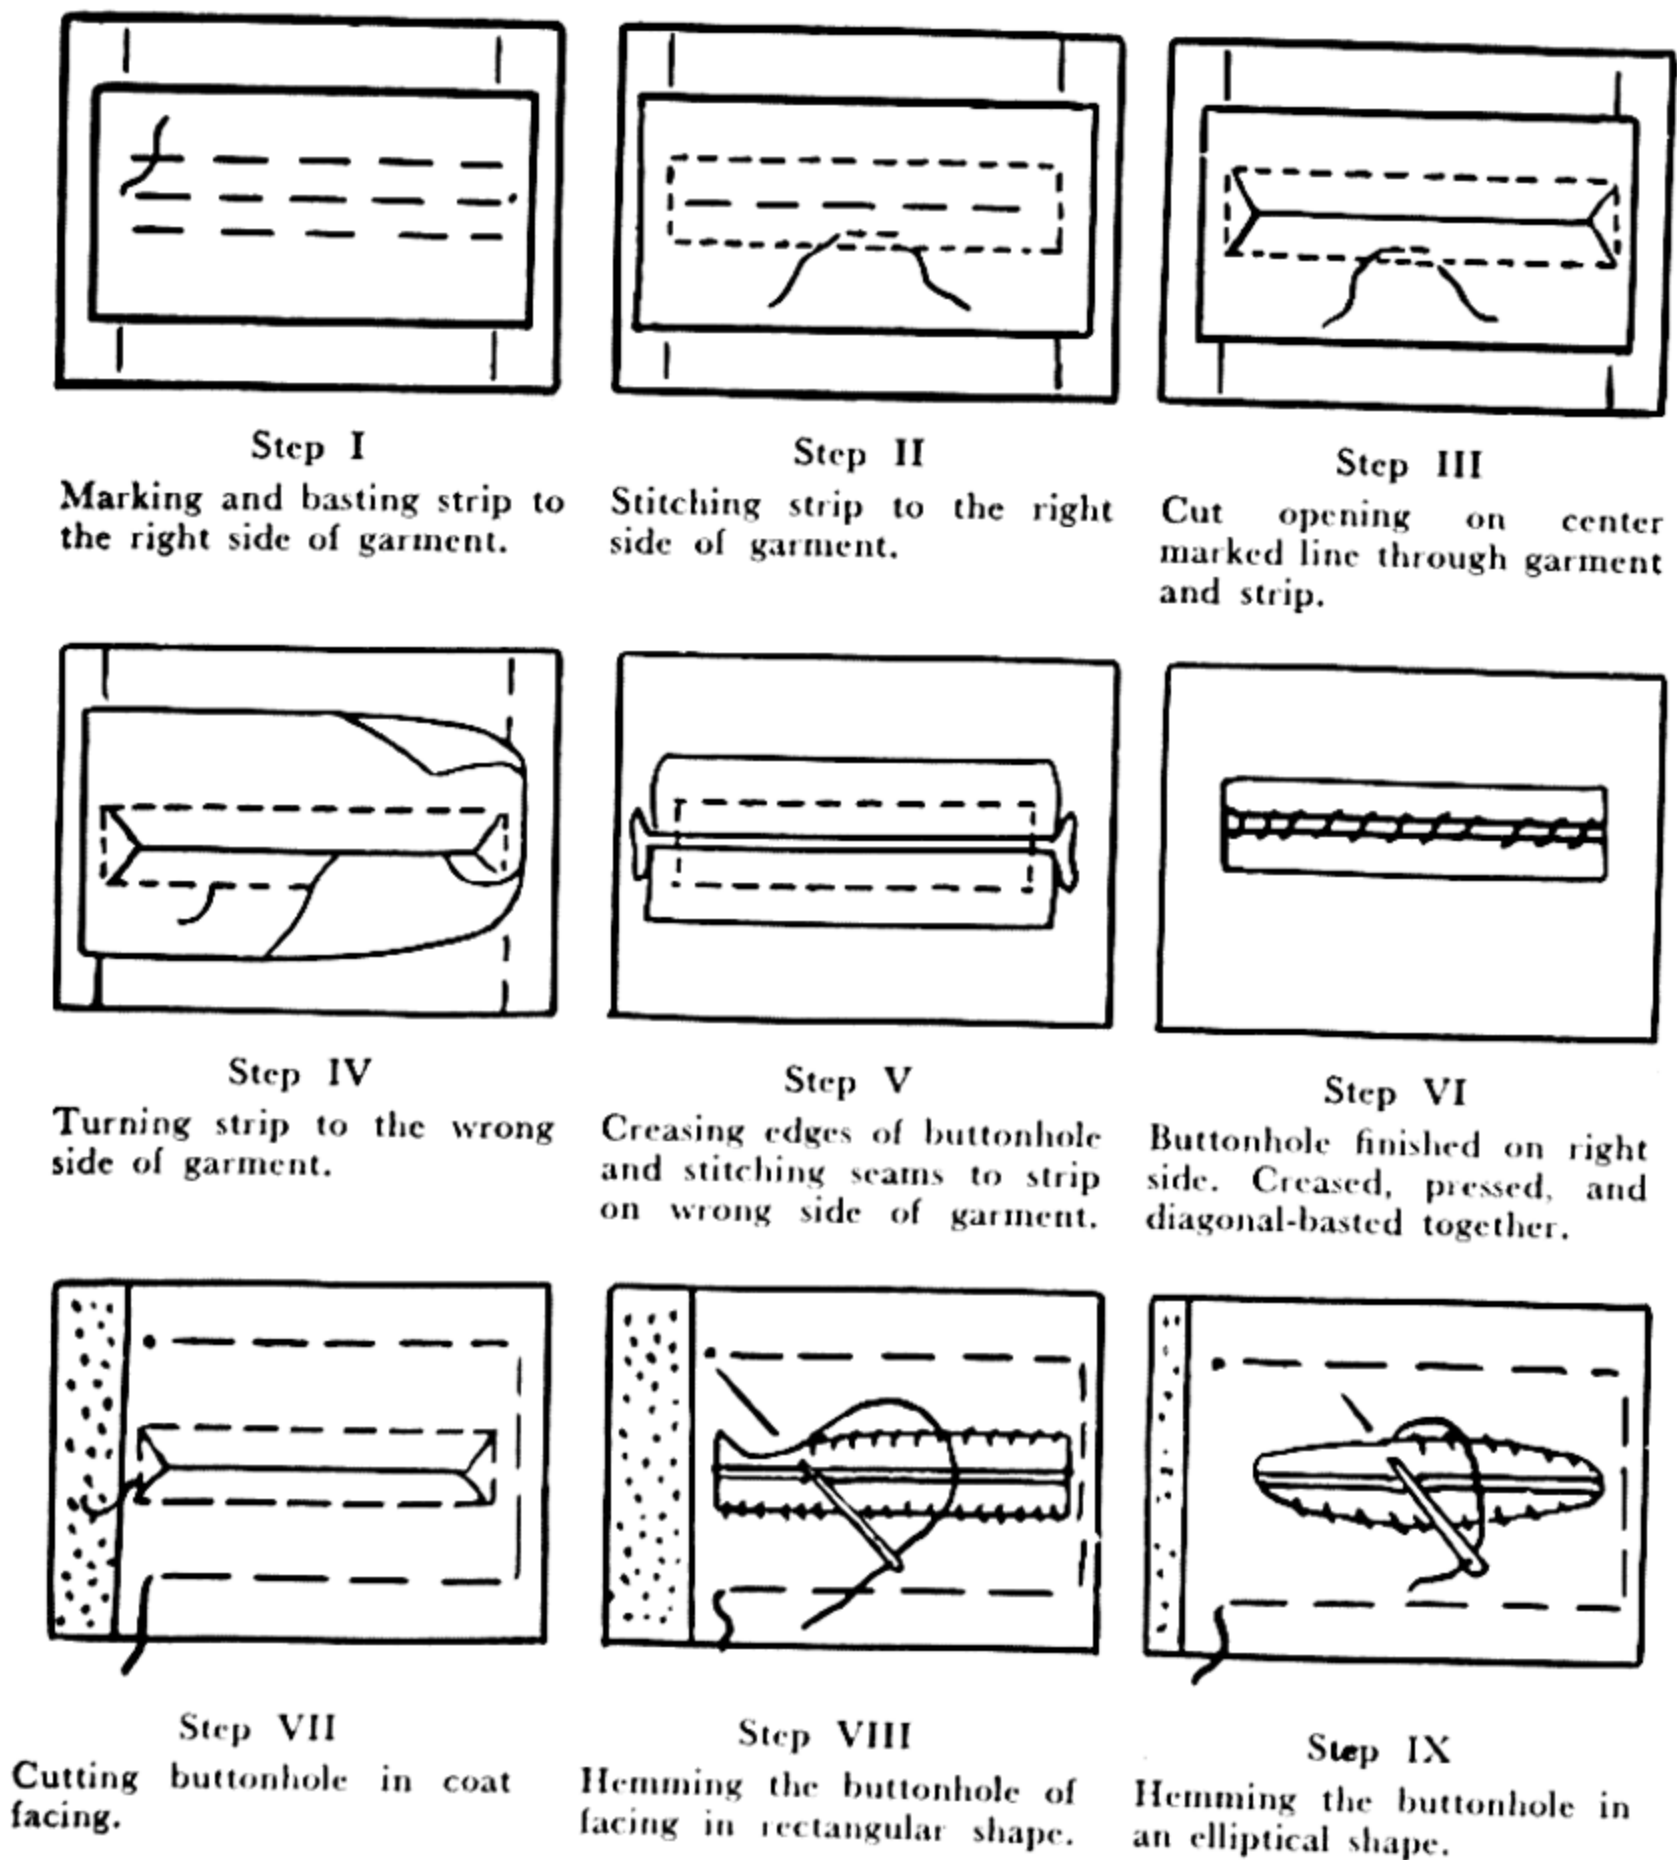 Step I
Marking and basting strip to
the right side of garment.
Step II
Stitching strip to the right
side of garment.
Step III
Cut opening on center
marked line through garment
and strip.
Step IV
Turning strip to the wrong
side of garment.
Step V
Creasing edges of buttonhole
and stitching seams to strip
on wrong side of garment.
Step VI
Buttonhole finished on right
side. Creased, pressed, and
diagonal-basted together.
Step VII
Cutting buttonhole in coat
facing.
Step VIII
Hemming the buttonhole of
facing in rectangular shape.
Step IX
Hemming the buttonhole in
an elliptical shape.